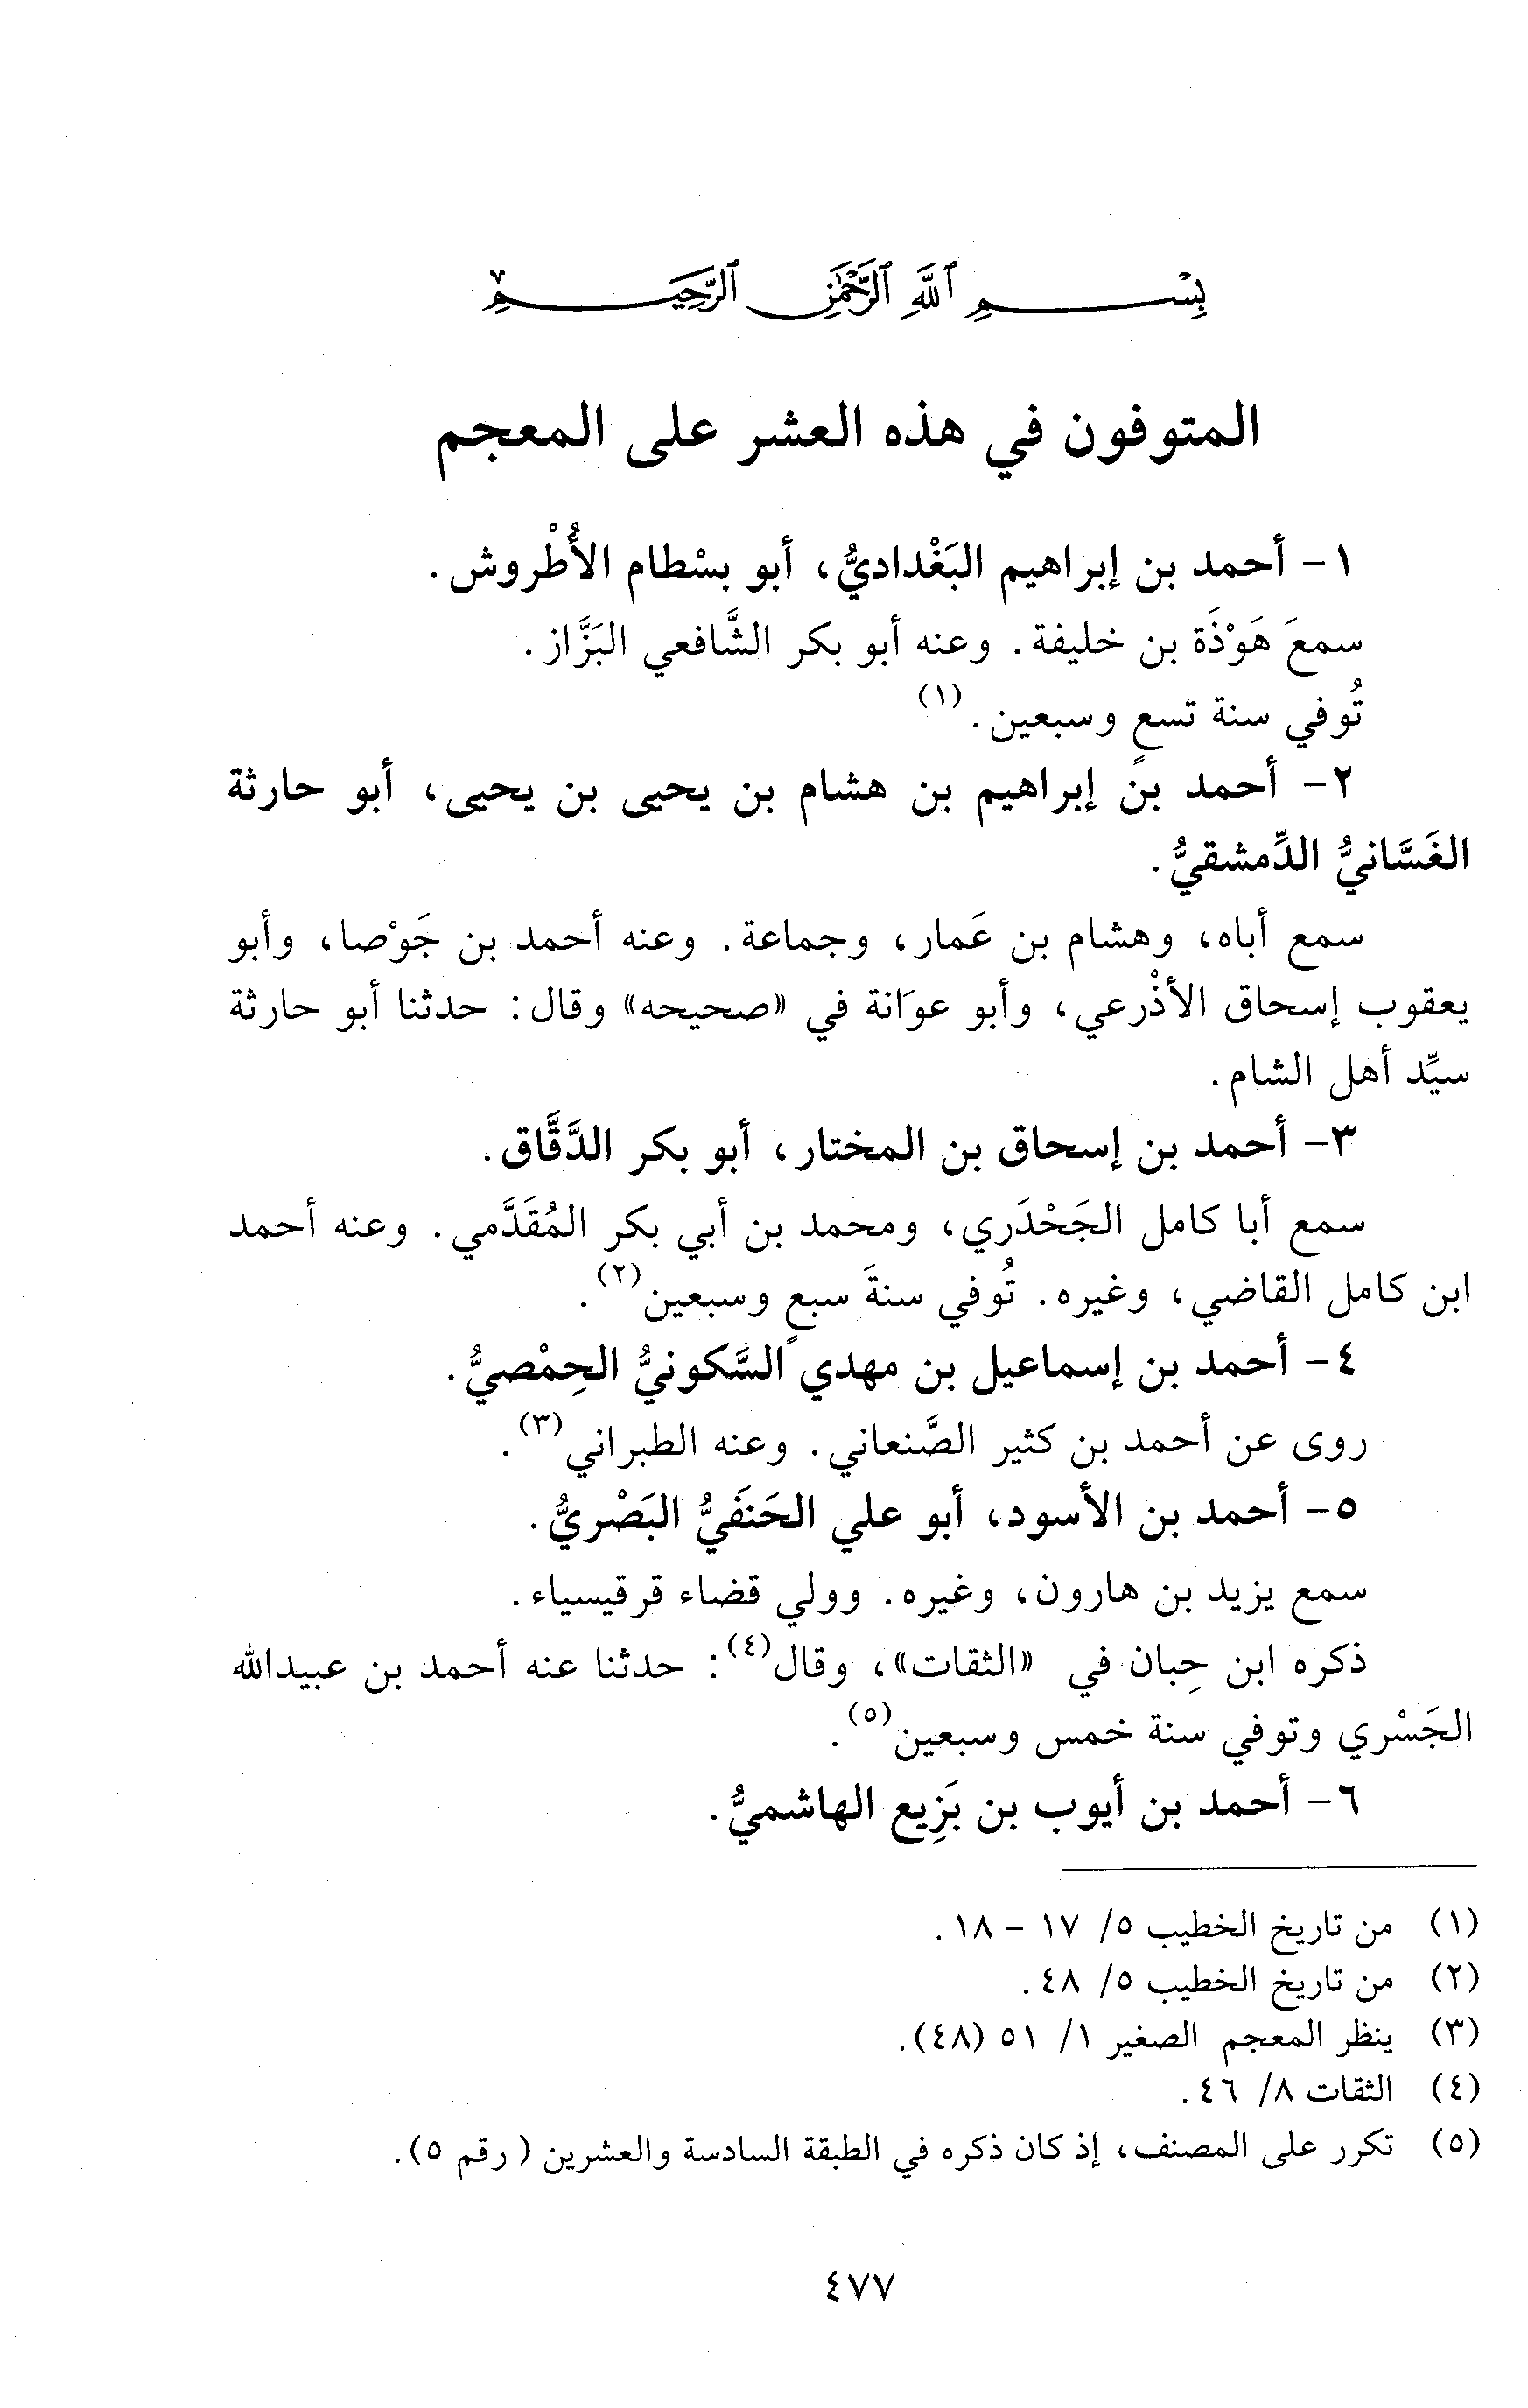 بِسْمِ ٱللَّهِ ٱلرَّحْمَٰنِ ٱلرَّحِيمِ
المتوفون في هذه العشر على المعجم
١- أحمد بن إبراهيم البَغْداديُّ، أبو بسْطام الأُطْروش.
سمعَ هَوْذَة بن خليفة. وعنه أبو بكر الشَّافعي البَزَّاز.
تُوفي سنة تسعٍ وسبعين.(١)
٢- أحمد بن إبراهيم بن هشام بن يحيى بن يحيى، أبو حارثة
الغَسَّانيُّ الدِّمشقيُّ.
سمع أباه، وهشام بن عَمار، وجماعة. وعنه أحمد بن جَوْصا، وأبو
يعقوب إسحاق الأذْرعي، وأبو عوَانة في «صحيحه» وقال: حدثنا أبو حارثة
سيِّد أهل الشام.
٣- أحمد بن إسحاق بن المختار، أبو بكر الدَّقَّاق.
سمع أبا كامل الجَحْدَري، ومحمد بن أبي بكر المُقَدَّمي. وعنه أحمد
ابن كامل القاضي، وغيره. تُوفي سنةَ سبعٍ وسبعين(٢).
٤- أحمد بن إسماعيل بن مهدي السَّكونيُّ الحِمْصيُّ.
روى عن أحمد بن كثير الصَّنعاني. وعنه الطبراني(٣).
٥- أحمد بن الأسود، أبو علي الحَنَفيُّ البَصْريُّ.
سمع يزيد بن هارون، وغيره. وولي قضاء قرقيسياء.
ذكره ابن حِبان في «الثقات»، وقال(٤): حدثنا عنه أحمد بن عبيدالله
الجَسْري وتوفي سنة خمس وسبعين(٥).
٦- أحمد بن أيوب بن بَزِيع الهاشميُّ.
(١) من تاريخ الخطيب ٥/ ١٧ - ١٨.
(٢) من تاريخ الخطيب ٥/ ٤٨.
(٣) ينظر المعجم الصغير ١/ ٥١ (٤٨).
(٤) الثقات ٨/ ٤٦.
(٥) تكرر على المصنف، إذ كان ذكره في الطبقة السادسة والعشرين ( رقم ٥).
٤٧٧